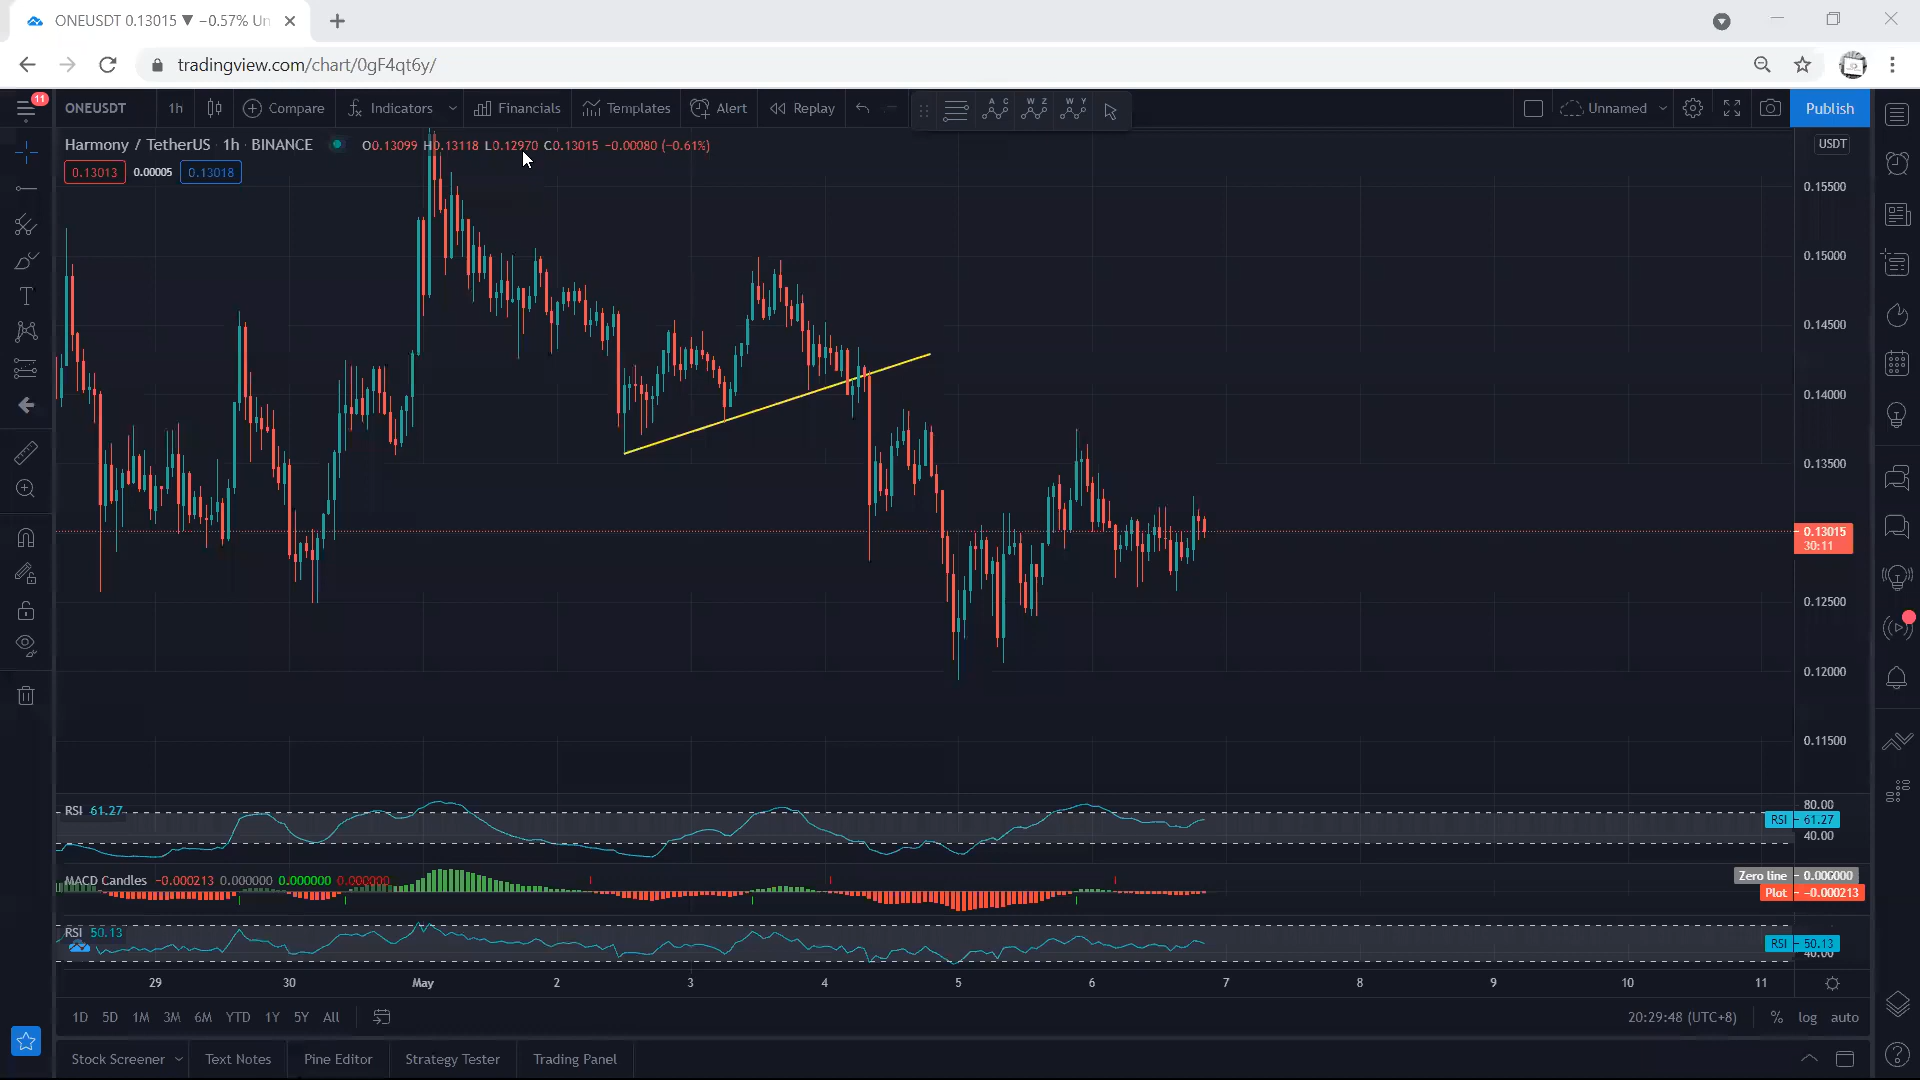 ONEUSDT 0.13015 ▼ −0.57% Un
tradingview.com/chart/0gF4qt6y/
11
ONEUSDT 1h Compare Indicators Financials Templates Alert Replay A C W Z W Y Unnamed Publish
Harmony / TetherUS 1h BINANCE O0.13099 H0.13118 L0.12970 C0.13015 −0.00080 (−0.61%)
USDT
0.13013 0.00005 0.13018
0.15500
0.15000
0.14500
0.14000
0.13500
0.13015
30:11
0.12500
0.12000
0.11500
80.00
RSI 61.27
RSI 61.27
40.00
MACD Candles −0.000213 0.000000 0.000000 0.000000
Zero line 0.000000
Plot −0.000213
RSI 50.13
RSI 50.13
40.00
29 30 May 2 3 4 5 6 7 8 9 10 11
1D 5D 1M 3M 6M YTD 1Y 5Y All 20:29:48 (UTC+8) % log auto
Stock Screener Text Notes Pine Editor Strategy Tester Trading Panel